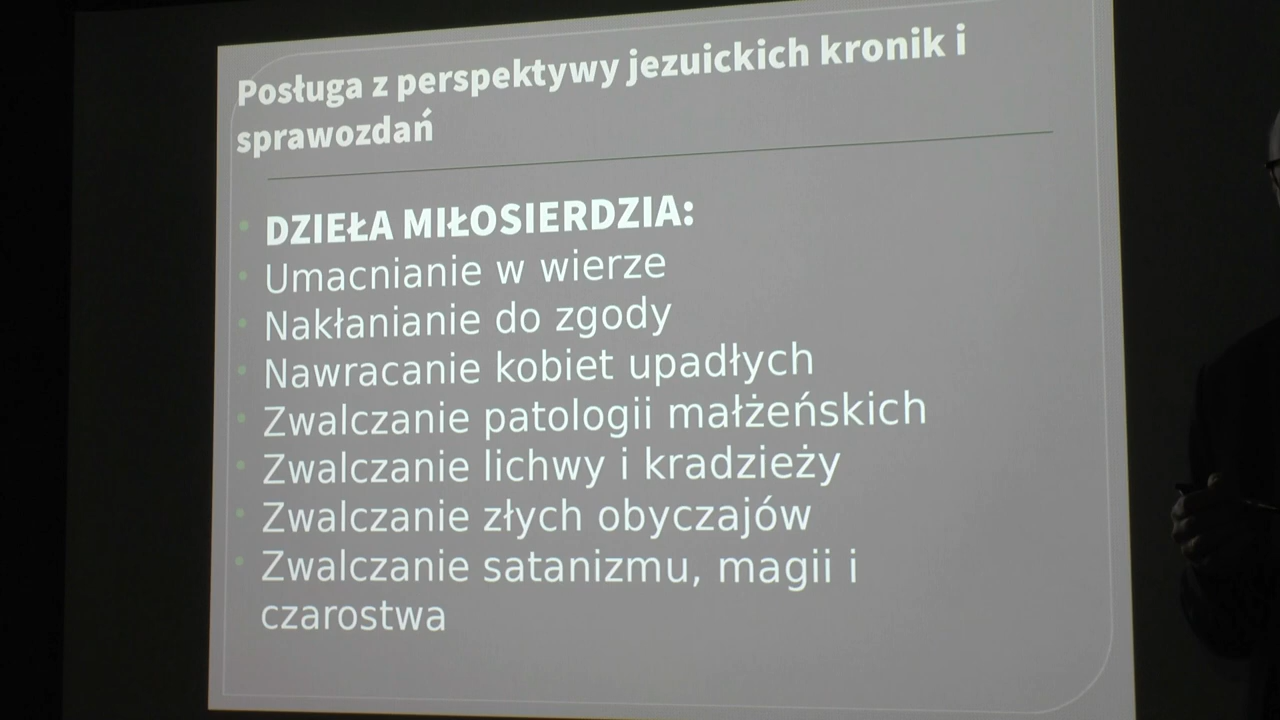 Posługa z perspektywy jezuickich kronik i
sprawozdań
DZIEŁA MIŁOSIERDZIA:
Umacnianie w wierze
Nakłanianie do zgody
Nawracanie kobiet upadłych
Zwalczanie patologii małżeńskich
Zwalczanie lichwy i kradzieży
Zwalczanie złych obyczajów
Zwalczanie satanizmu, magii i
czarostwa